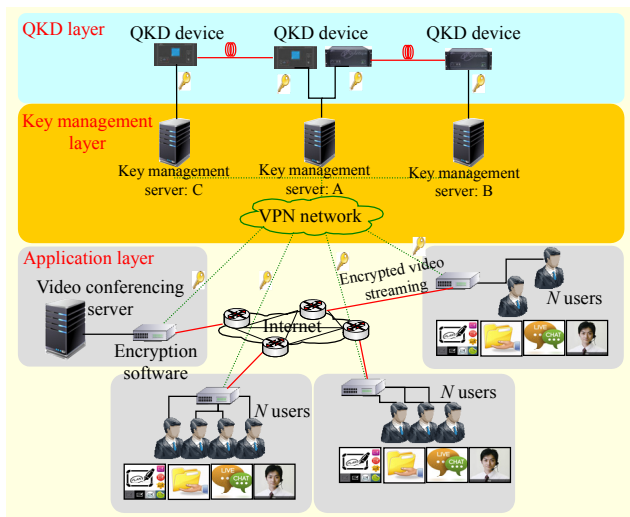 QKD layer
QKD device
QKD device
QKD device
Key management
layer
Key management
server: C
Key management
server: A
Key management
server: B
VPN network
Application layer
Video conferencing
server
Encrypted video
streaming
N users
Internet
Encryption
software
LIVE
CHAT
N users
N users
LIVE
CHAT
LIVE
CHAT